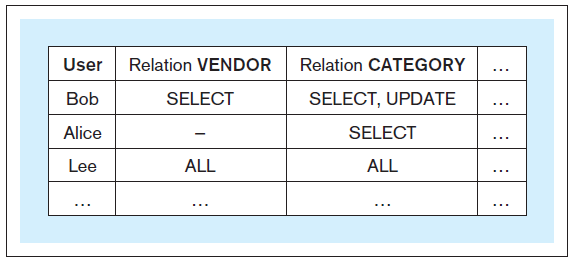 User Relation VENDOR Relation CATEGORY ...
Bob SELECT SELECT, UPDATE ...
Alice – SELECT ...
Lee ALL ALL ...
... ... ... ...